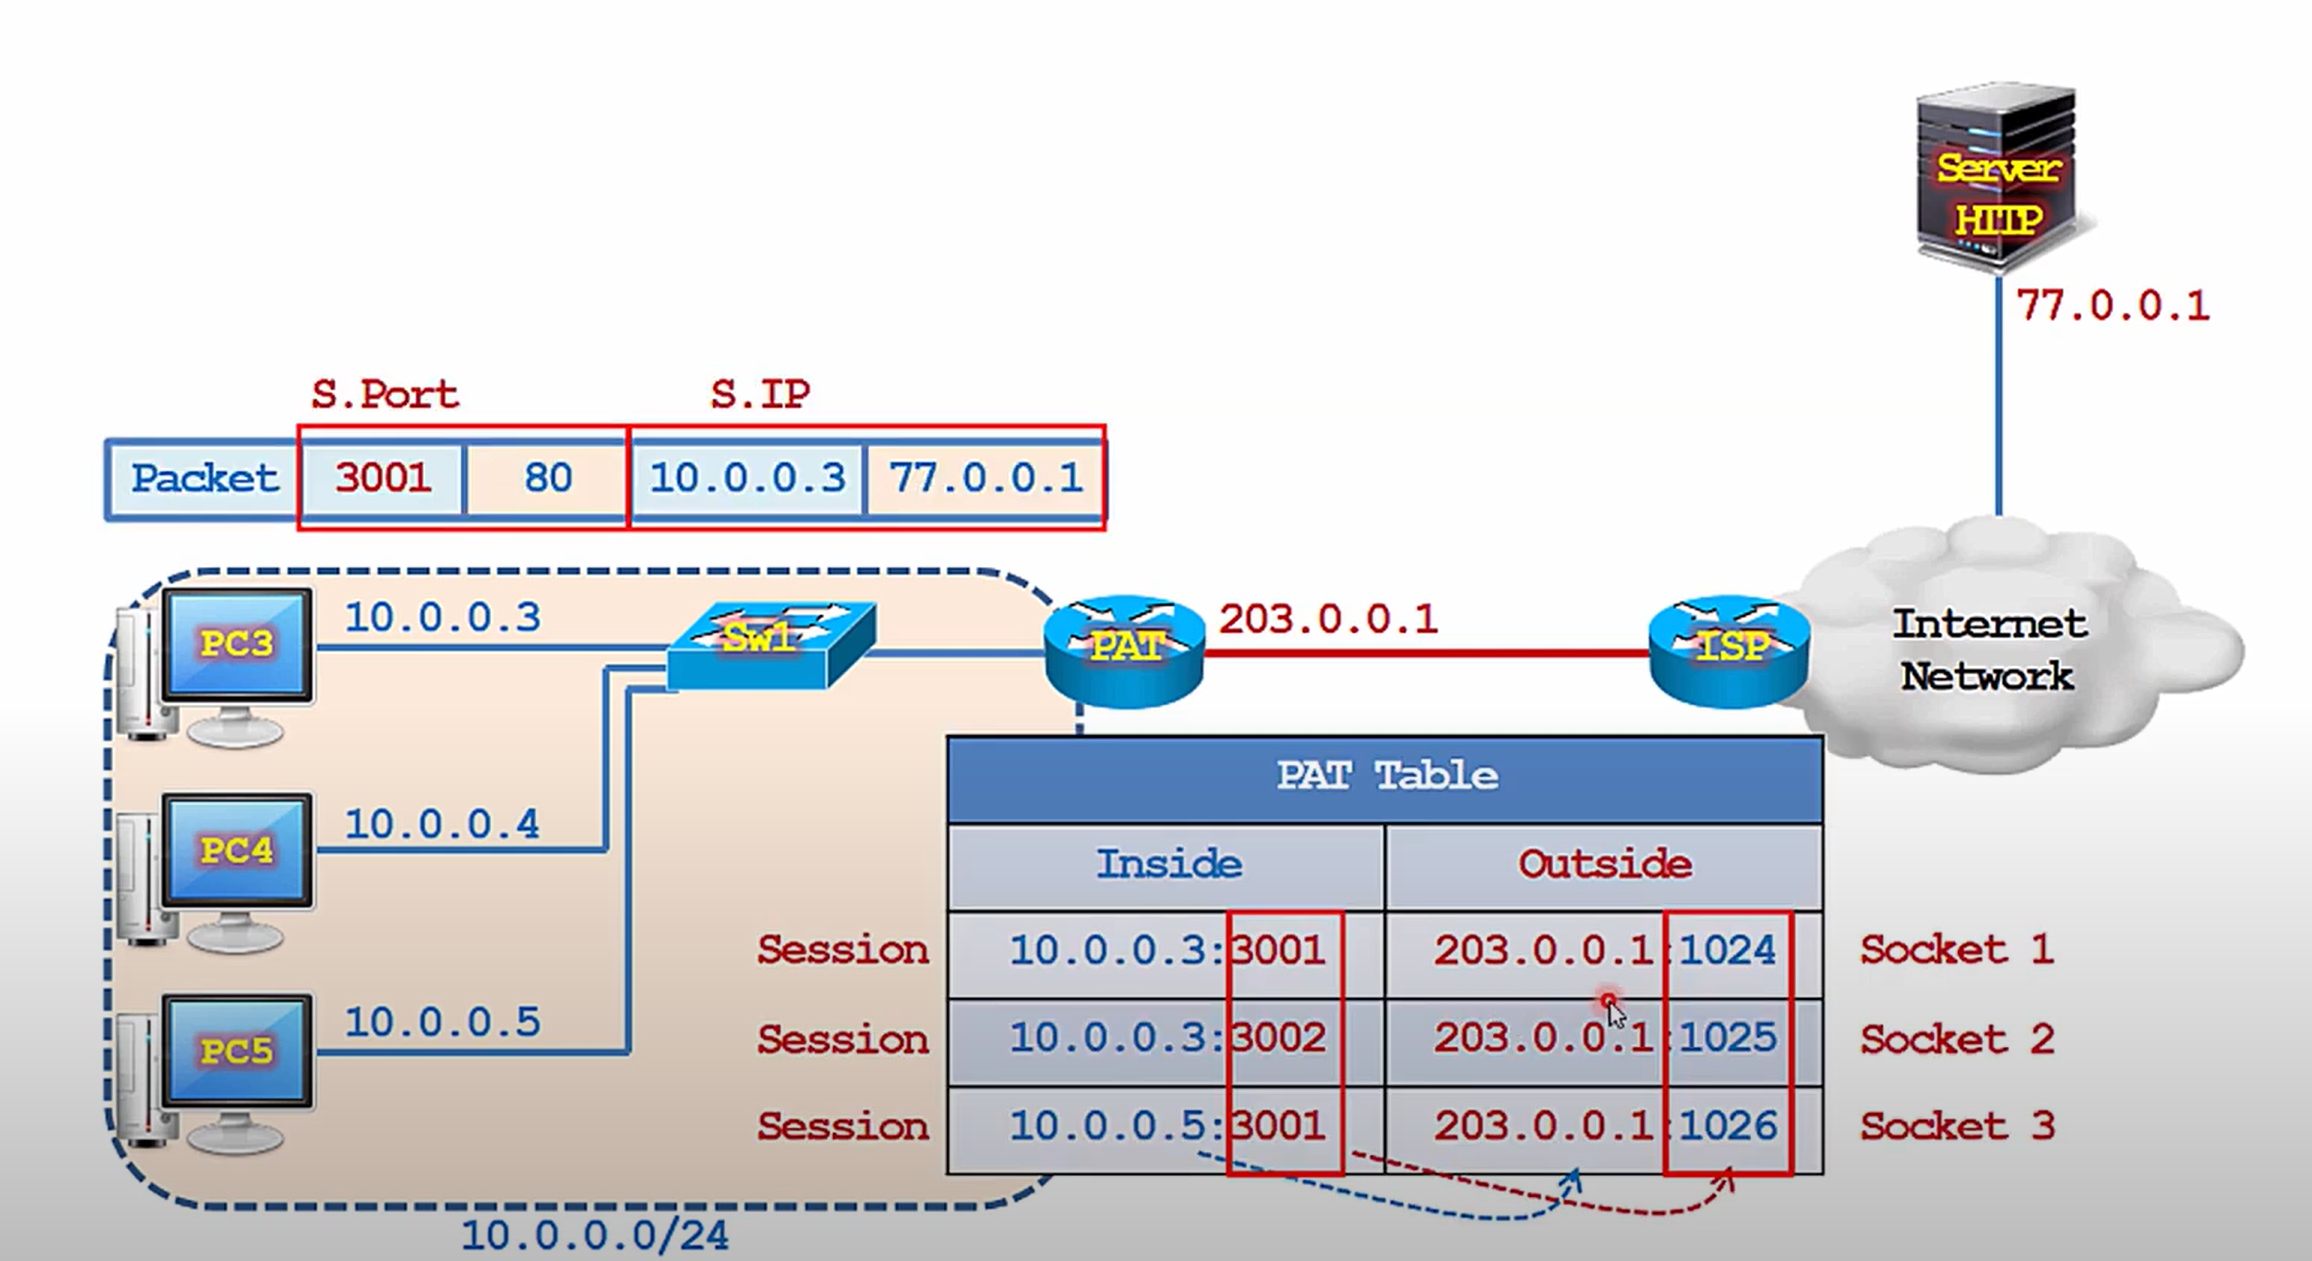 Server
HTTP
77.0.0.1
S.Port S.IP
Packet 3001 80 10.0.0.3 77.0.0.1
PC3 10.0.0.3 Sw1 PAT 203.0.0.1 ISP
Internet
Network
PC4 10.0.0.4
PC5 10.0.0.5
PAT Table
Inside Outside
Session 10.0.0.3:3001 203.0.0.1:1024 Socket 1
Session 10.0.0.3:3002 203.0.0.1:1025 Socket 2
Session 10.0.0.5:3001 203.0.0.1:1026 Socket 3
10.0.0.0/24